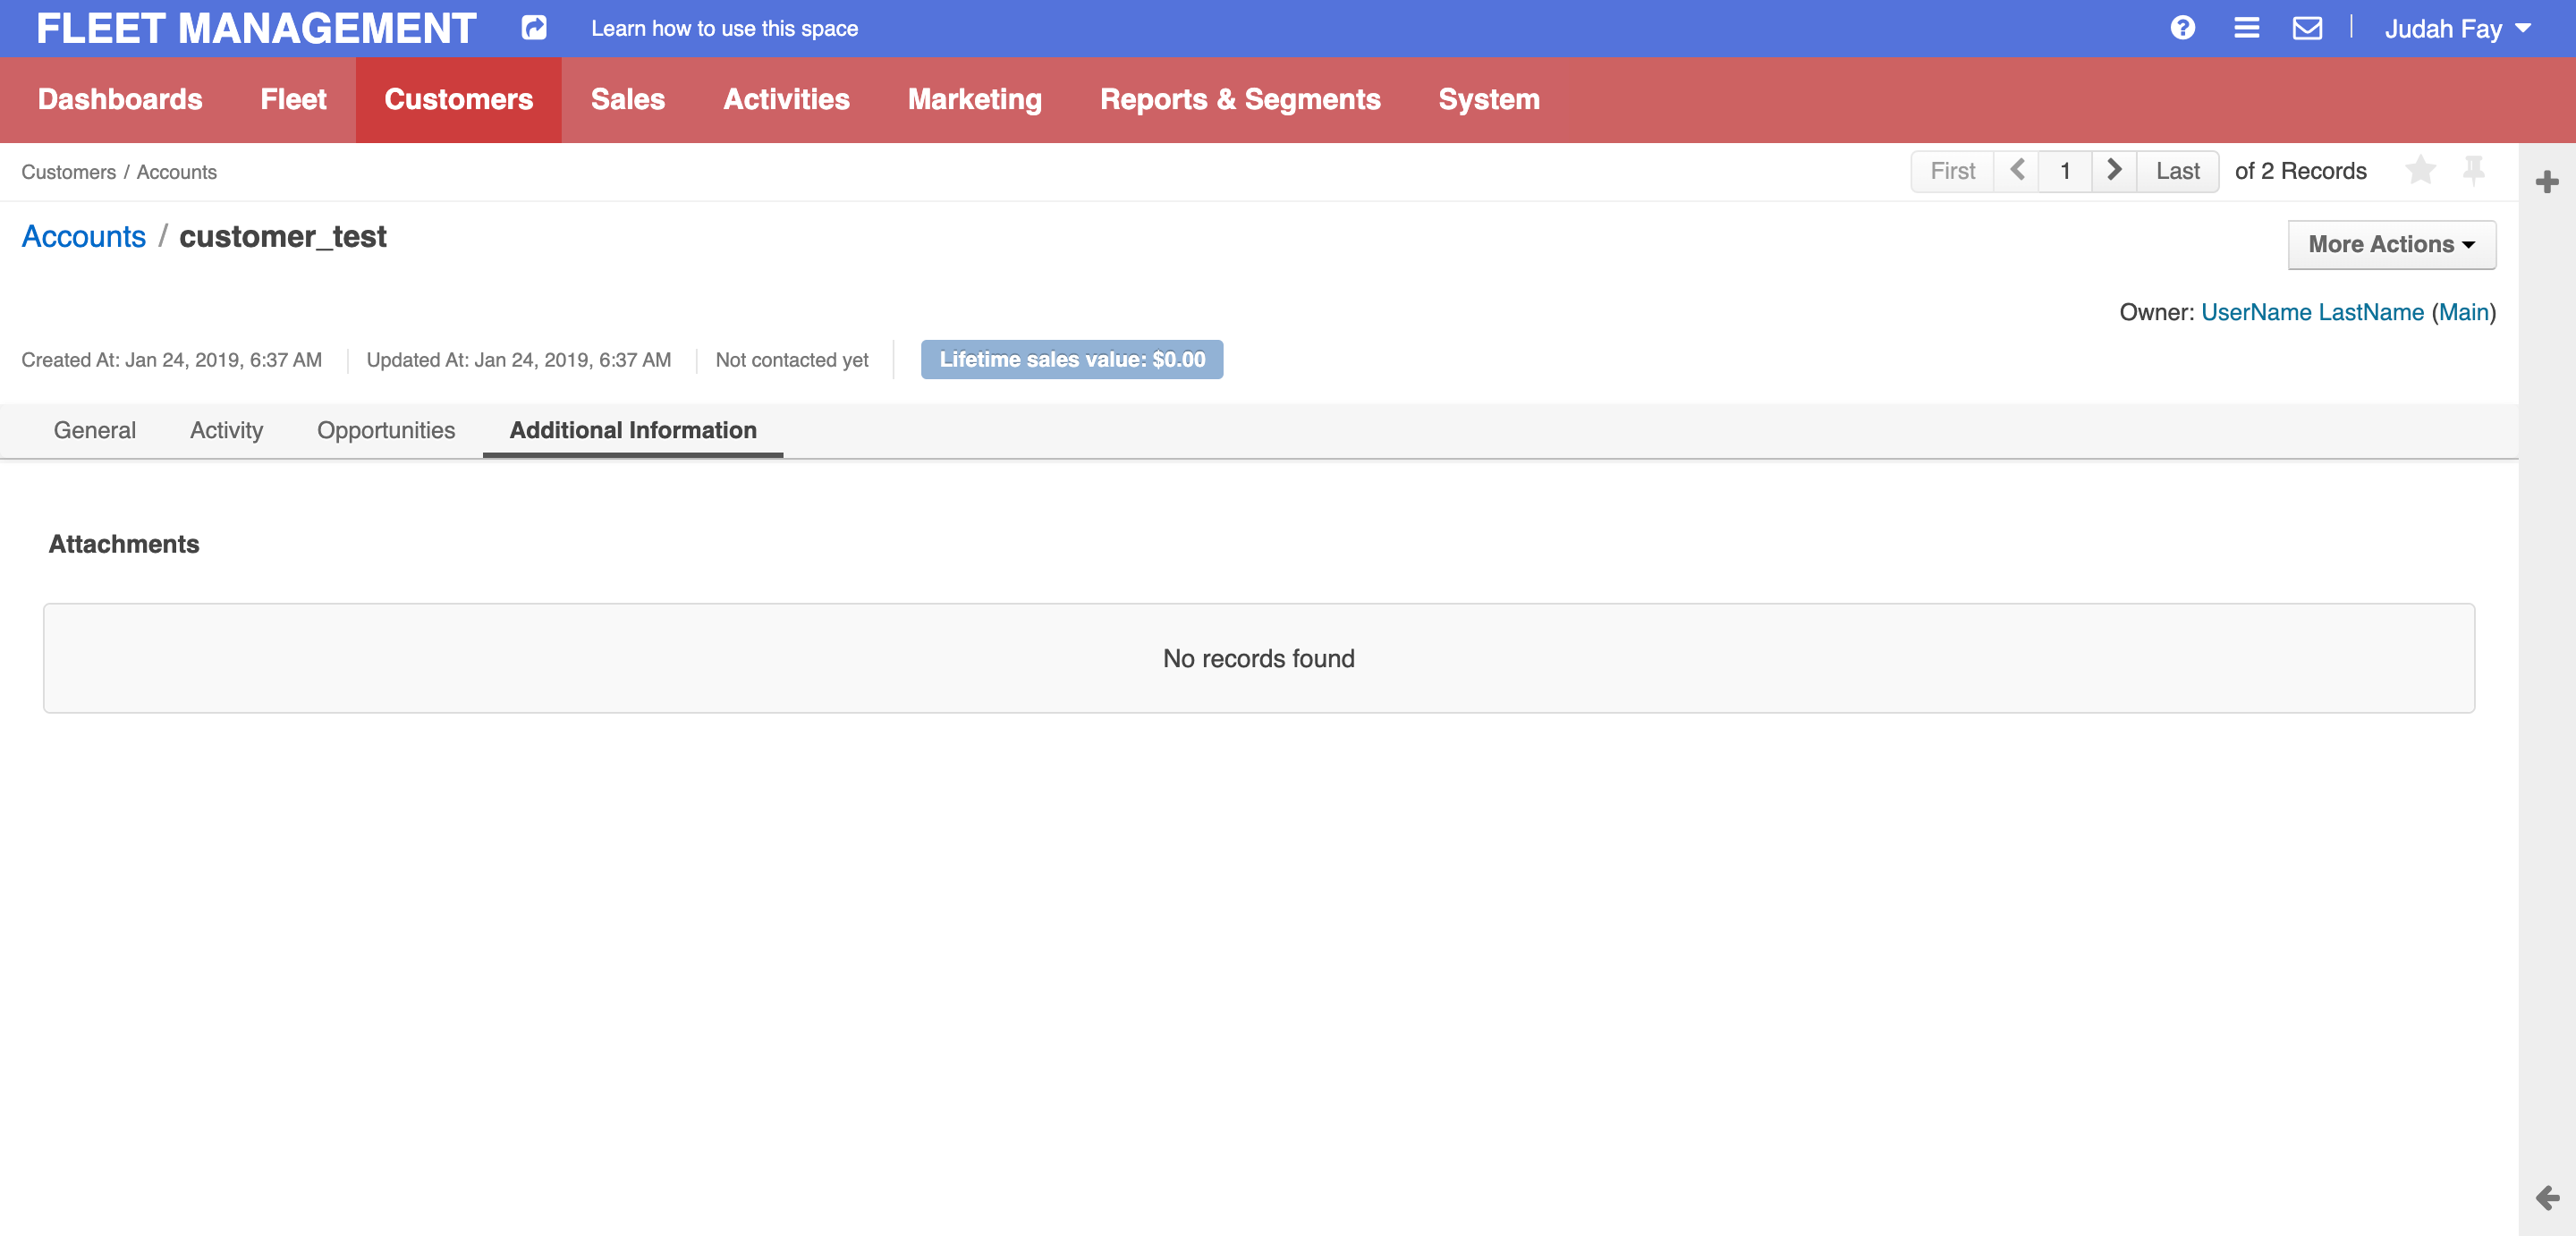 FLEET MANAGEMENT Learn how to use this space Judah Fay
Dashboards Fleet Customers Sales Activities Marketing Reports & Segments System
Customers / Accounts First 1 Last of 2 Records
Accounts / customer_test More Actions
Owner: UserName LastName (Main)
Created At: Jan 24, 2019, 6:37 AM Updated At: Jan 24, 2019, 6:37 AM Not contacted yet Lifetime sales value: $0.00
General Activity Opportunities Additional Information
Attachments
No records found